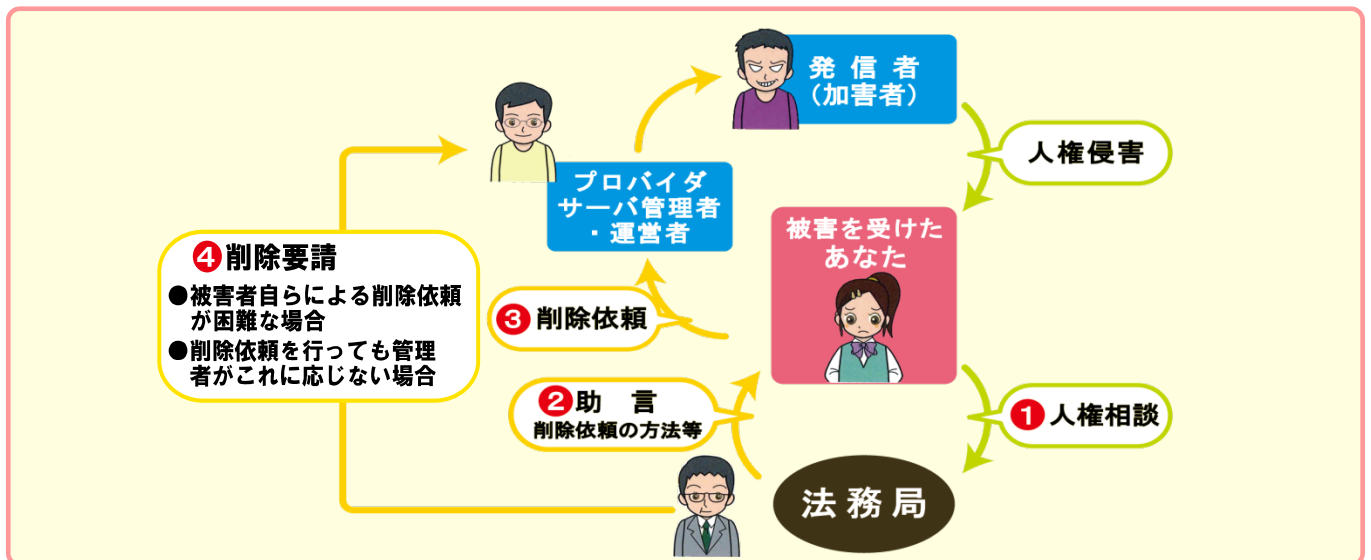 発信者
（加害者）
人権侵害
プロバイダ
サーバ管理者
・運営者
被害を受けた
あなた
❹削除要請
●被害者自らによる削除依頼
が困難な場合
●削除依頼を行っても管理
者がこれに応じない場合
❸削除依頼
❷助　言
削除依頼の方法等
❶人権相談
法務局